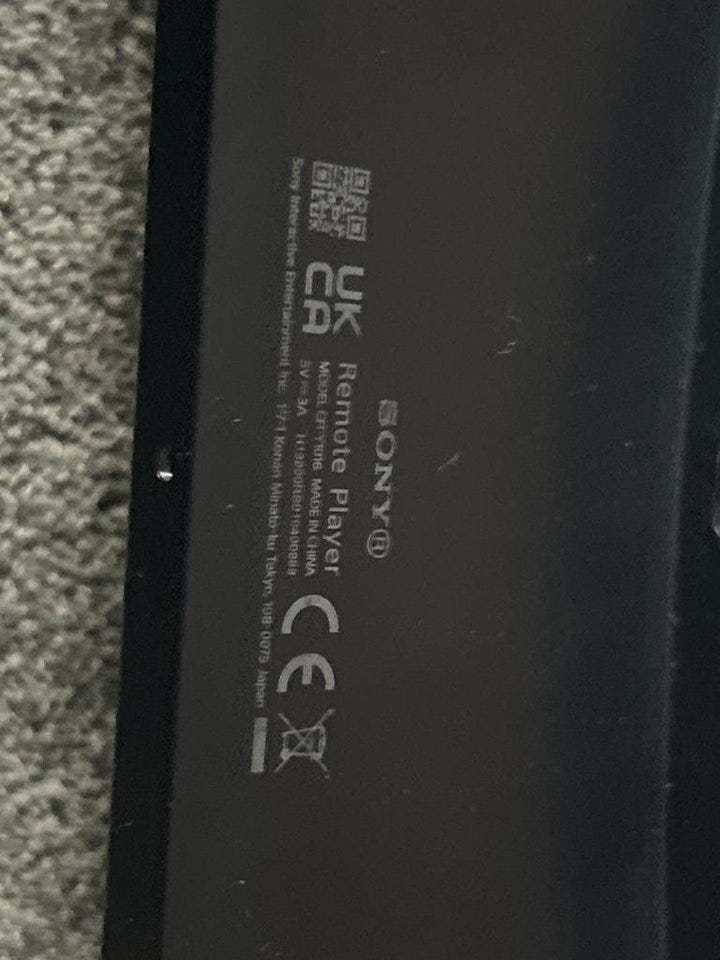 SONY®
Remote Player
MODEL CFI-Y1016 MADE IN CHINA
5V⎓3A
UK
CA
CE
Sony Interactive Entertainment Inc. 1-7-1 Konan Minato-ku Tokyo, 108-0075 Japan